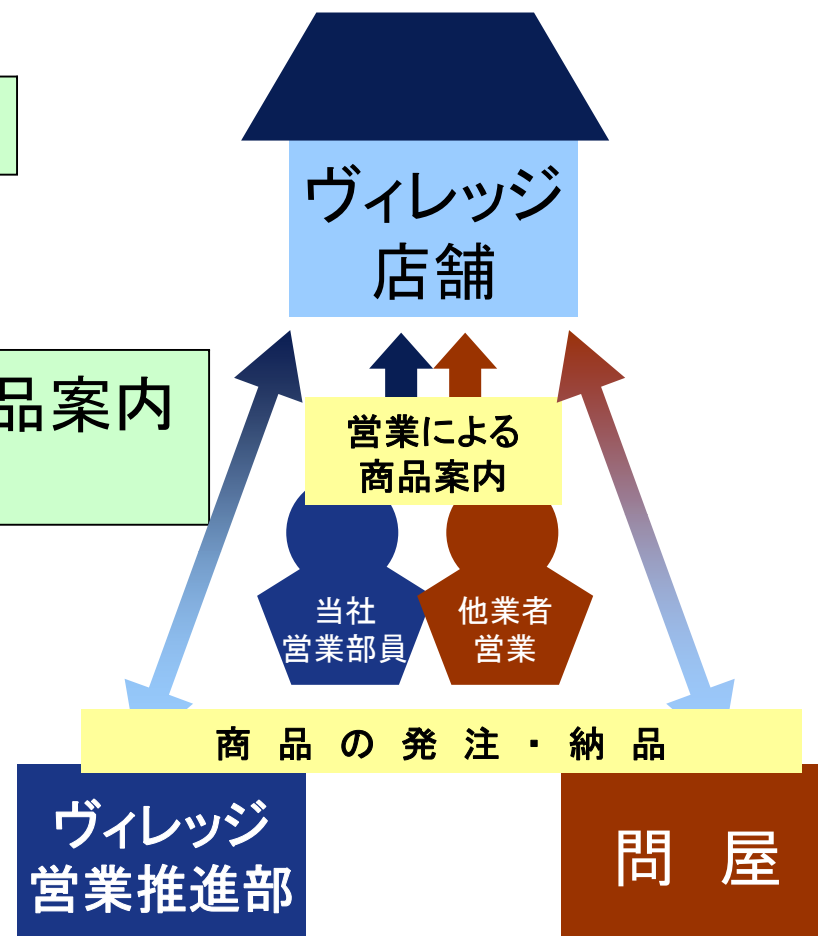 ヴィレッジ
店舗
品案内
営業による
商品案内
当社
営業部員
他業者
営業
商品の発注・納品
ヴィレッジ
営業推進部
問屋